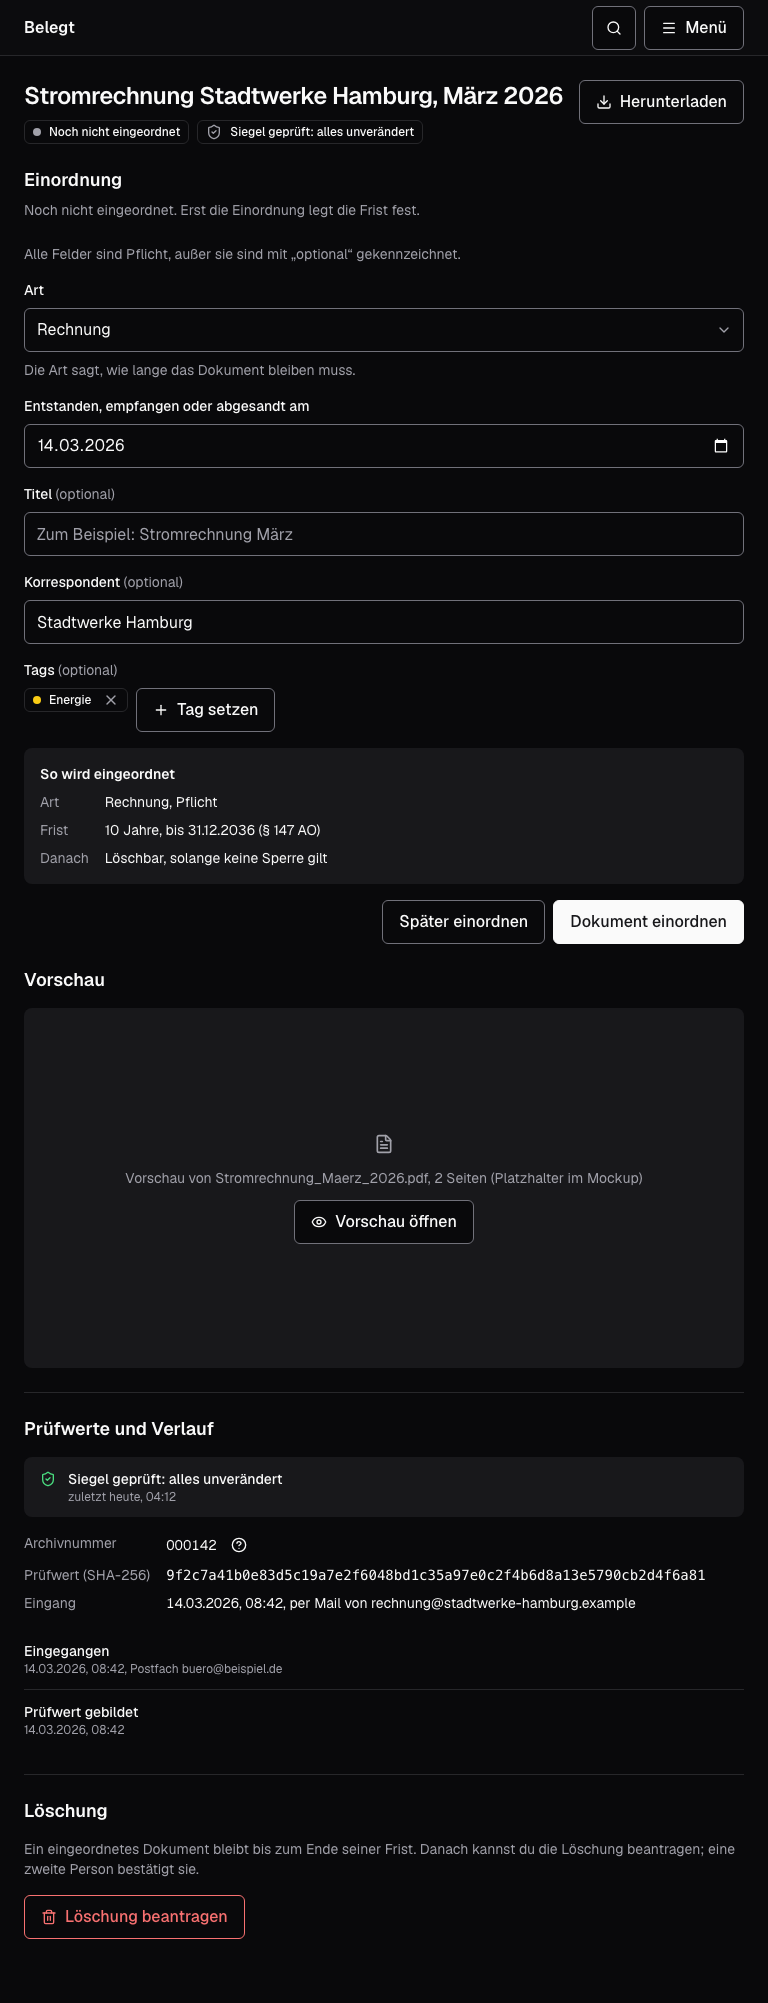 Belegt
Menü
Stromrechnung Stadtwerke Hamburg, März 2026
Herunterladen
Noch nicht eingeordnet
Siegel geprüft: alles unverändert
Einordnung
Noch nicht eingeordnet. Erst die Einordnung legt die Frist fest.
Alle Felder sind Pflicht, außer sie sind mit „optional“ gekennzeichnet.
Art
Rechnung
Die Art sagt, wie lange das Dokument bleiben muss.
Entstanden, empfangen oder abgesandt am
14.03.2026
Titel (optional)
Zum Beispiel: Stromrechnung März
Korrespondent (optional)
Stadtwerke Hamburg
Tags (optional)
Energie
Tag setzen
So wird eingeordnet
Art Rechnung, Pflicht
Frist 10 Jahre, bis 31.12.2036 (§ 147 AO)
Danach Löschbar, solange keine Sperre gilt
Später einordnen
Dokument einordnen
Vorschau
Vorschau von Stromrechnung_Maerz_2026.pdf, 2 Seiten (Platzhalter im Mockup)
Vorschau öffnen
Prüfwerte und Verlauf
Siegel geprüft: alles unverändert
zuletzt heute, 04:12
Archivnummer 000142
Prüfwert (SHA-256) 9f2c7a41b0e83d5c19a7e2f6048bd1c35a97e0c2f4b6d8a13e5790cb2d4f6a81
Eingang 14.03.2026, 08:42, per Mail von rechnung@stadtwerke-hamburg.example
Eingegangen
14.03.2026, 08:42, Postfach buero@beispiel.de
Prüfwert gebildet
14.03.2026, 08:42
Löschung
Ein eingeordnetes Dokument bleibt bis zum Ende seiner Frist. Danach kannst du die Löschung beantragen; eine
zweite Person bestätigt sie.
Löschung beantragen